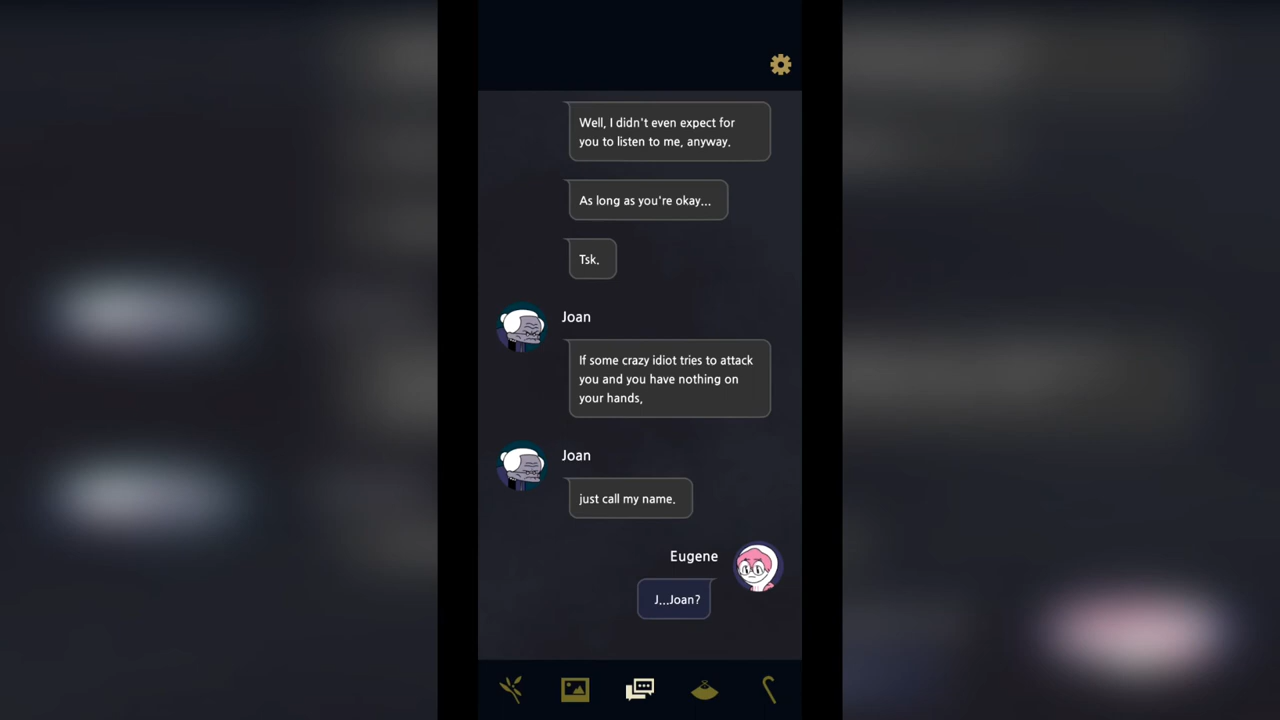 Well, I didn't even expect for
you to listen to me, anyway.
As long as you're okay...
Tsk.
Joan
If some crazy idiot tries to attack
you and you have nothing on
your hands,
Joan
just call my name.
Eugene
J...Joan?